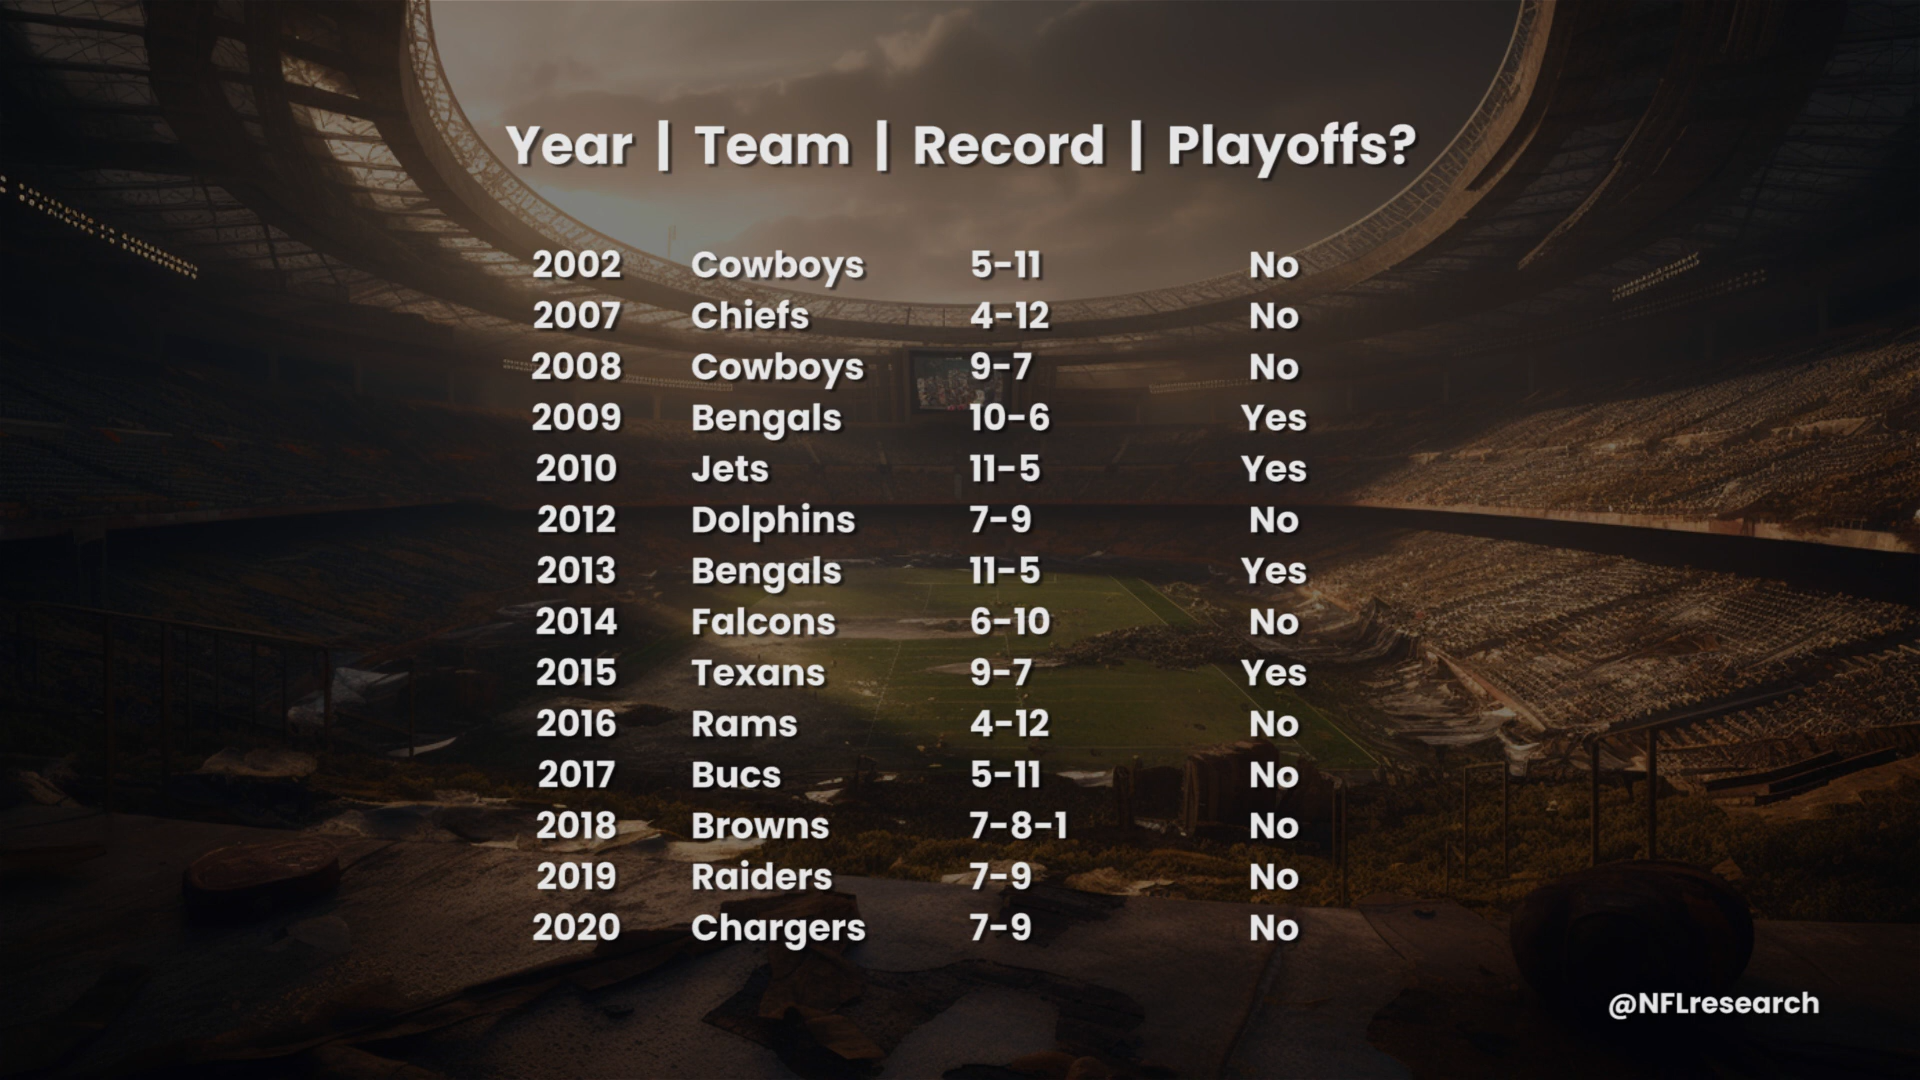 Year | Team | Record | Playoffs?
2002 Cowboys 5-11 No
2007 Chiefs 4-12 No
2008 Cowboys 9-7 No
2009 Bengals 10-6 Yes
2010 Jets 11-5 Yes
2012 Dolphins 7-9 No
2013 Bengals 11-5 Yes
2014 Falcons 6-10 No
2015 Texans 9-7 Yes
2016 Rams 4-12 No
2017 Bucs 5-11 No
2018 Browns 7-8-1 No
2019 Raiders 7-9 No
2020 Chargers 7-9 No
@NFLresearch